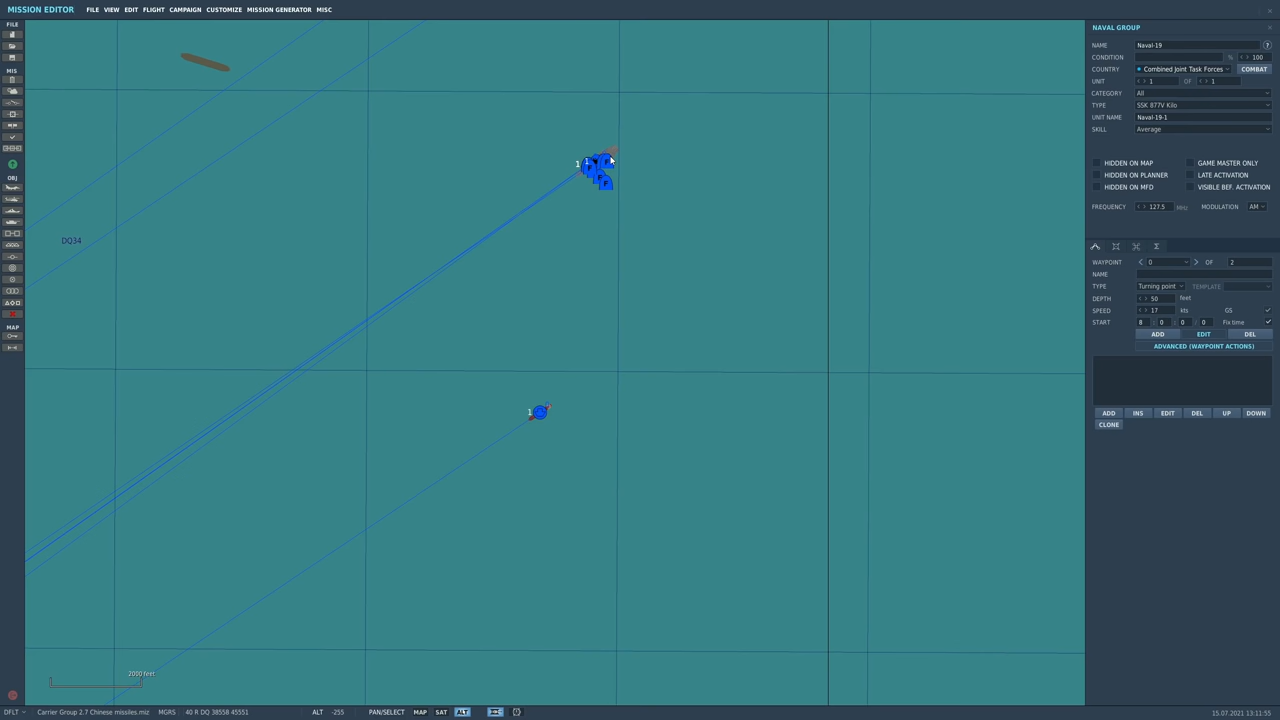 MISSION EDITOR FILE VIEW EDIT FLIGHT CAMPAIGN CUSTOMIZE MISSION GENERATOR MISC
FILE
MIS
OBJ
MAP
1
1
F
F
DQ34
1
2000 feet
NAVAL GROUP
NAME Naval-19 ?
CONDITION % < > 100
COUNTRY Combined Joint Task Forces COMBAT
UNIT < > 1 OF < > 1
CATEGORY All
TYPE SSK 877V Kilo
UNIT NAME Naval-19-1
SKILL Average
HIDDEN ON MAP GAME MASTER ONLY
HIDDEN ON PLANNER LATE ACTIVATION
HIDDEN ON MFD VISIBLE BEF. ACTIVATION
FREQUENCY < > 127.5 MHz MODULATION AM
WAYPOINT < 0 > OF 2
NAME
TYPE Turning point TEMPLATE
DEPTH < > 50 feet
SPEED < > 17 kts GS
START 8 : 0 : 0 / 0 Fix time
ADD EDIT DEL
ADVANCED (WAYPOINT ACTIONS)
ADD INS EDIT DEL UP DOWN
CLONE
DFLT Carrier Group 2.7 Chinese missiles.miz MGRS 40 R DQ 38558 45551 ALT -255 PAN/SELECT MAP SAT ALT 15.07.2021 13:11:55